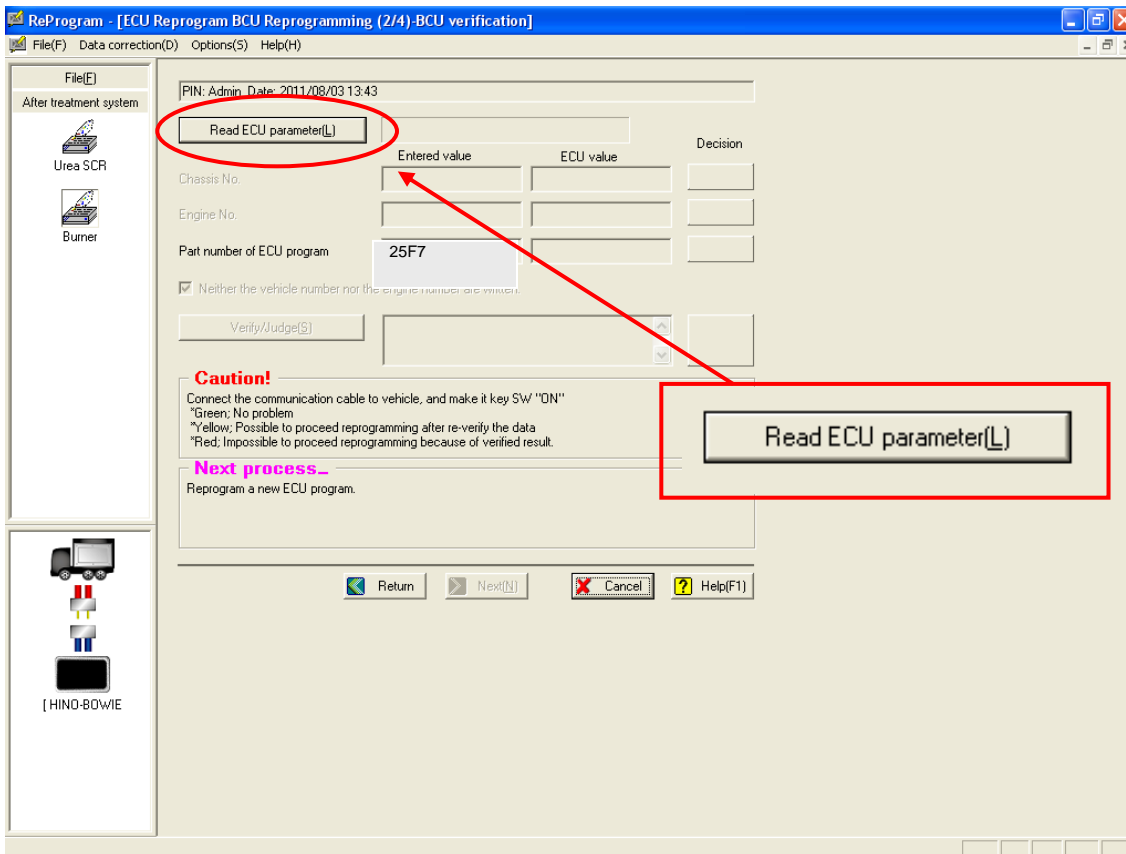 ReProgram - [ECU Reprogram BCU Reprogramming (2/4)-BCU verification]
File(F) Data correction(D) Options(S) Help(H)
File(F)
After treatment system
Urea SCR
Burner
PIN: Admin Date: 2011/08/03 13:43
Read ECU parameter(L)
Entered value ECU value Decision
Chassis No.
Engine No.
Part number of ECU program 25F7
Neither the vehicle number nor the engine number are written.
Verify/Judge(S)
Caution!
Connect the communication cable to vehicle, and make it key SW "ON"
*Green; No problem
*Yellow; Possible to proceed reprogramming after re-verify the data
*Red; Impossible to proceed reprogramming because of verified result.
Read ECU parameter(L)
Next process...
Reprogram a new ECU program.
Return Next(N) Cancel Help(F1)
[ HINO-BOWIE